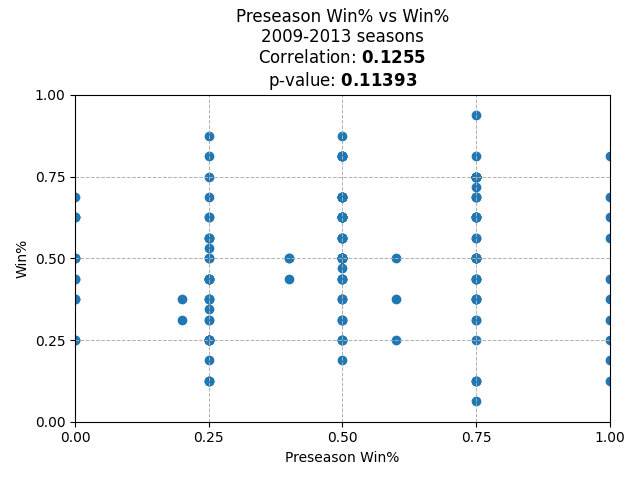 Preseason Win% vs Win%
2009-2013 seasons
Correlation: 0.1255
p-value: 0.11393
1.00
0.75
0.50
0.25
0.00
Win%
0.00 0.25 0.50 0.75 1.00
Preseason Win%